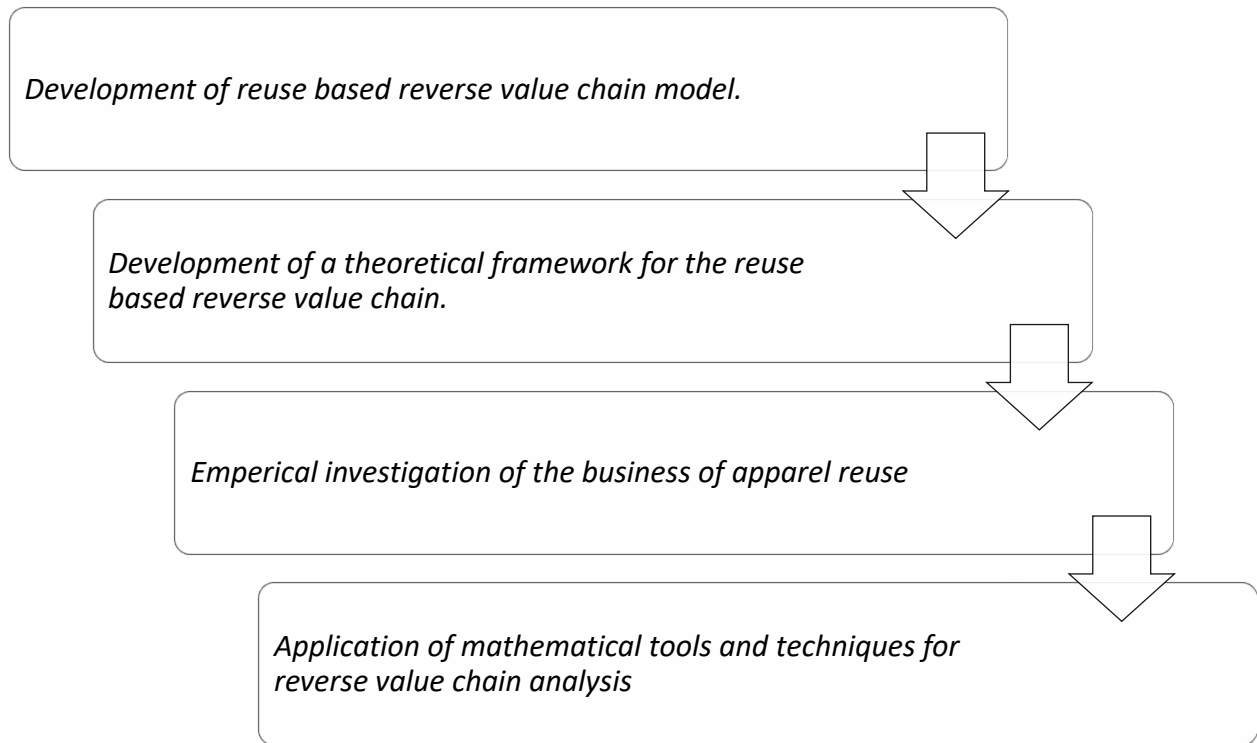 Development of reuse based reverse value chain model.
Development of a theoretical framework for the reuse
based reverse value chain.
Emperical investigation of the business of apparel reuse
Application of mathematical tools and techniques for
reverse value chain analysis